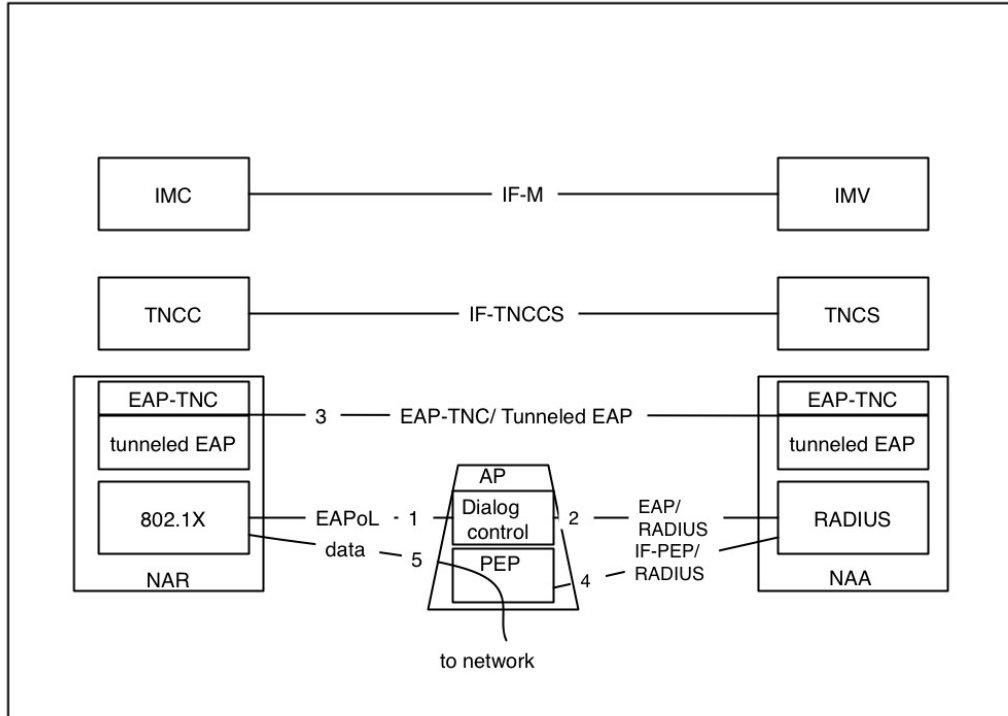 IMC
IF-M
IMV
TNCC
IF-TNCCS
TNCS
EAP-TNC
tunneled EAP
3
EAP-TNC/ Tunneled EAP
EAP-TNC
tunneled EAP
AP
802.1X
EAPoL - 1
Dialog
control
2
EAP/
RADIUS
RADIUS
data
5
PEP
4
IF-PEP/
RADIUS
NAR
NAA
to network